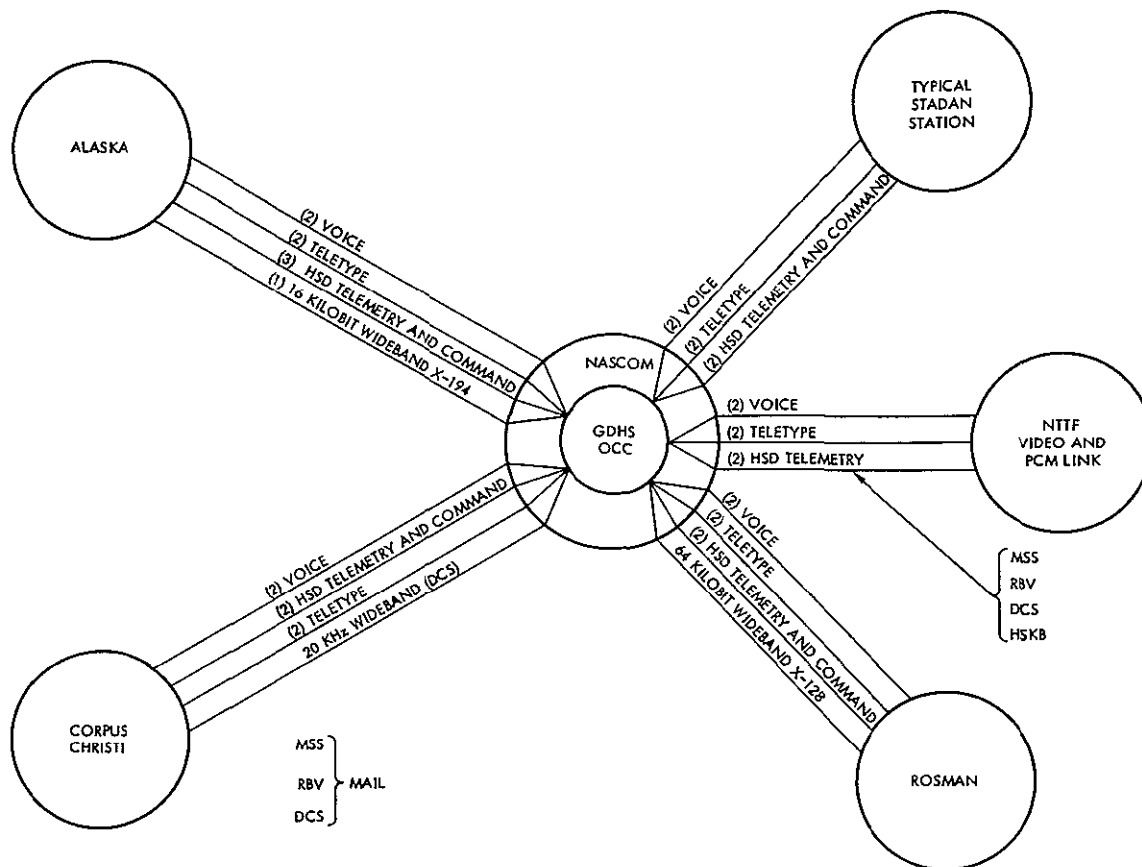 ALASKA
(2) VOICE
(2) TELETYPE
(3) HSD TELEMETRY AND COMMAND
(1) 16 KILOBIT WIDEBAND X-194
TYPICAL
STADAN
STATION
(2) VOICE
(2) TELETYPE
(2) HSD TELEMETRY AND COMMAND
NASCOM
GDHS
OCC
(2) VOICE
(2) TELETYPE
(2) HSD TELEMETRY
NTTF
VIDEO AND
PCM LINK
MSS
RBV
DCS
HSKB
(2) VOICE
(2) HSD TELEMETRY AND COMMAND
(2) TELETYPE
20 KHz WIDEBAND (DCS)
CORPUS
CHRISTI
MSS
RBV
DCS
MAIL
(2) VOICE
(2) TELETYPE
(2) HSD TELEMETRY AND COMMAND
64 KILOBIT WIDEBAND X-128
ROSMAN